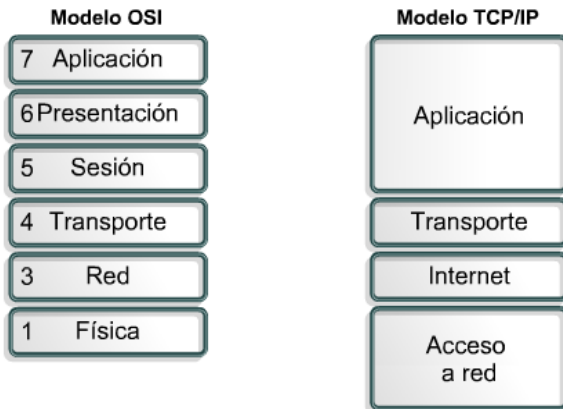 Modelo OSI
7 Aplicación
6 Presentación
5 Sesión
4 Transporte
3 Red
1 Física
Modelo TCP/IP
Aplicación
Transporte
Internet
Acceso
a red